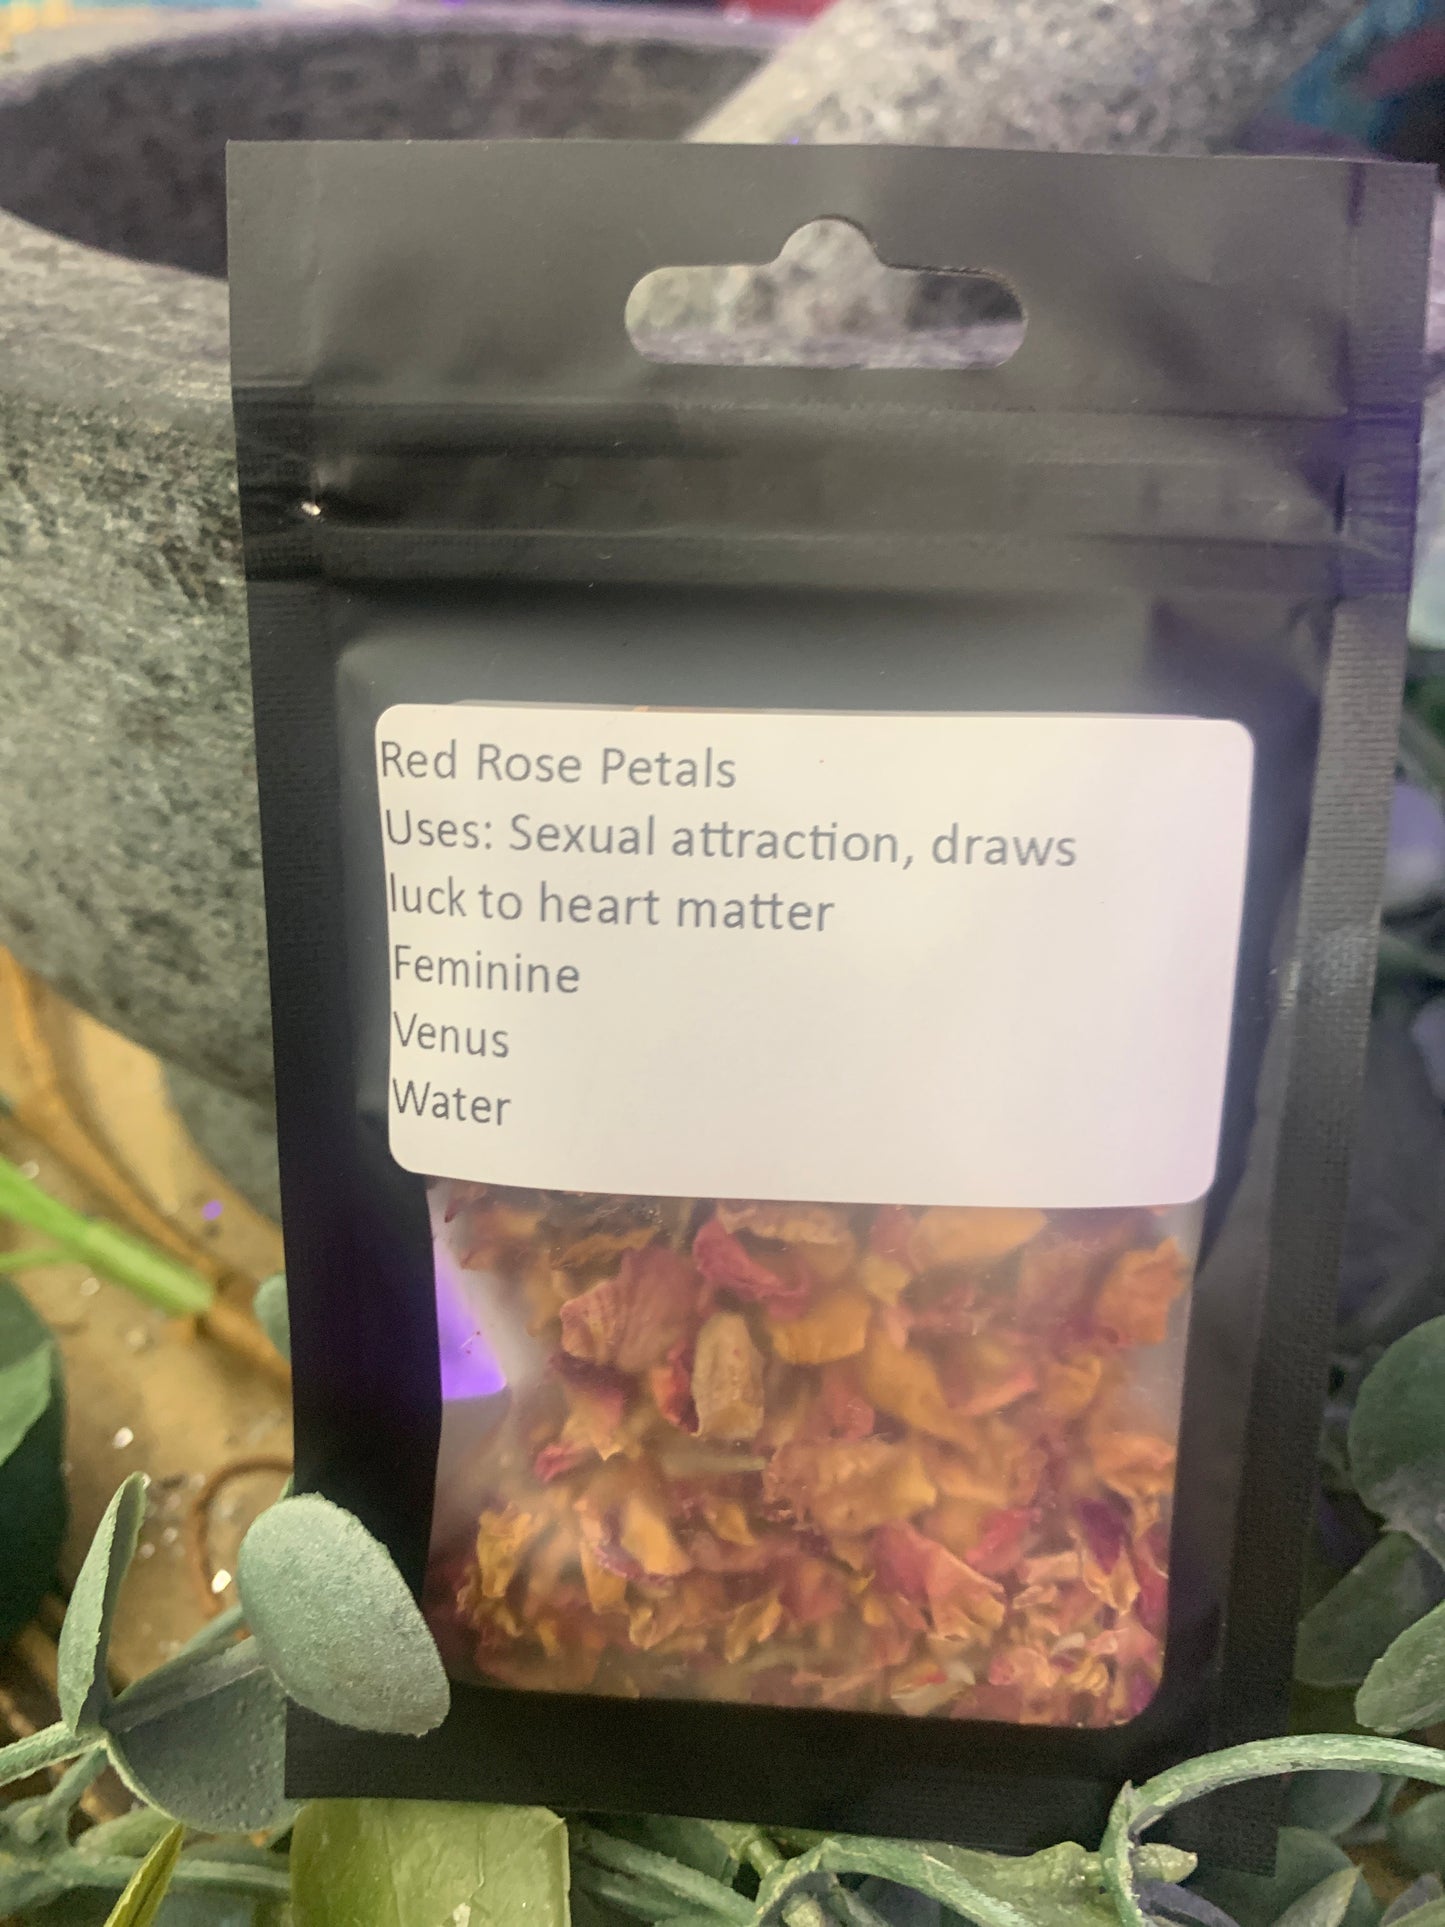 Red Rose Petals
Uses: Sexual attraction, draws
luck to heart matter
Feminine
Venus
Water